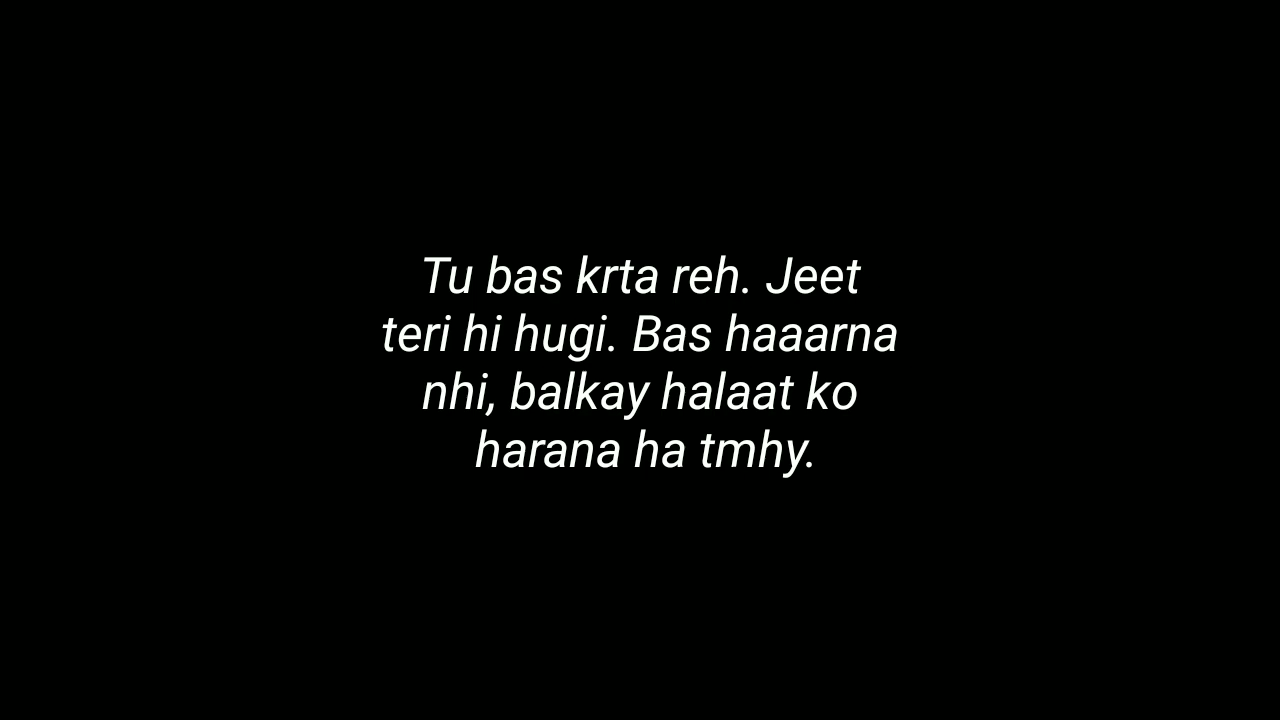 Tu bas krta reh. Jeet
teri hi hugi. Bas haaarna
nhi, balkay halaat ko
harana ha tmhy.